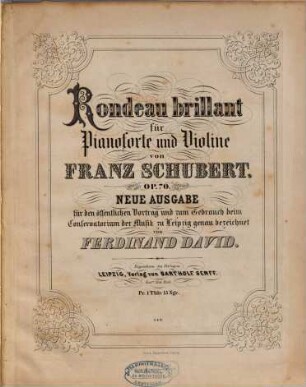 Rondeau brillant
für
Pianoforte und Violine
von
FRANZ SCHUBERT.
OP. 70.
NEUE AUSGABE
für den öffentlichen Vortrag und zum Gebrauch beim
Conservatorium der Musik zu Leipzig genau bezeichnet
von
FERDINAND DAVID.
LEIPZIG, Verlag von BARTHOLF SENFF.
Pr. 1 Thlr. 15 Ngr.